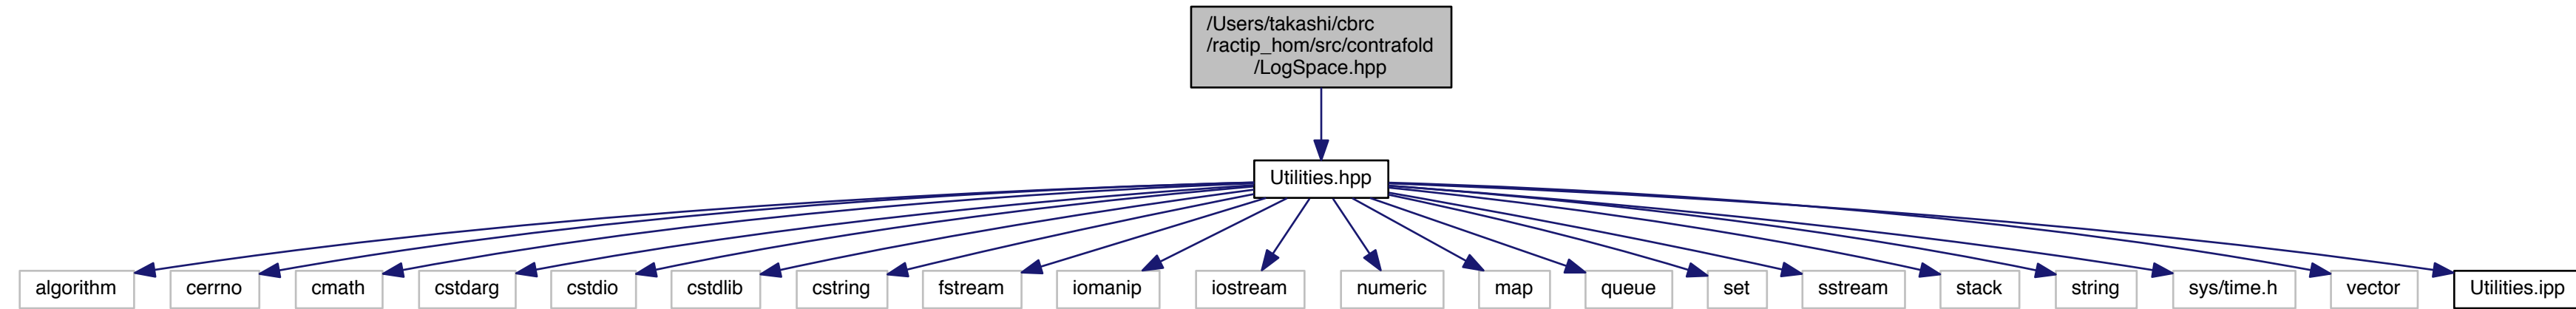 /Users/takashi/cbrc
/ractip_hom/src/contrafold
/LogSpace.hpp
Utilities.hpp
algorithm
cerrno
cmath
cstdarg
cstdio
cstdlib
cstring
fstream
iomanip
iostream
numeric
map
queue
set
sstream
stack
string
sys/time.h
vector
Utilities.ipp